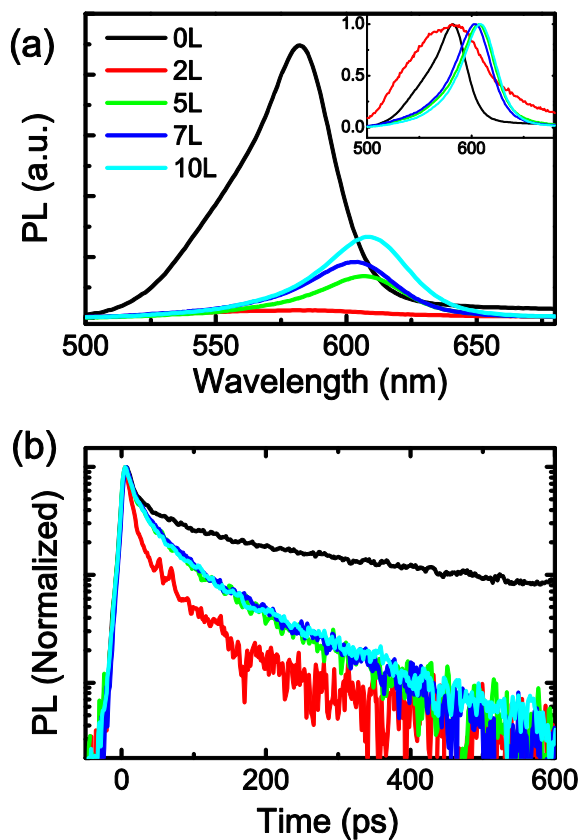 (a)
0L
2L
5L
7L
10L
1.0
0.5
0.0
500
600
PL (a.u.)
500
550
600
650
Wavelength (nm)
(b)
PL (Normalized)
0
200
400
600
Time (ps)